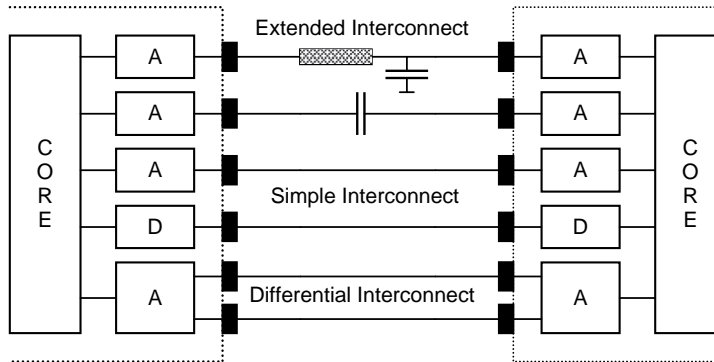 Extended Interconnect
A
A
A
A
C
O
R
E
A
A
Simple Interconnect
D
D
C
O
R
E
A
Differential Interconnect
A